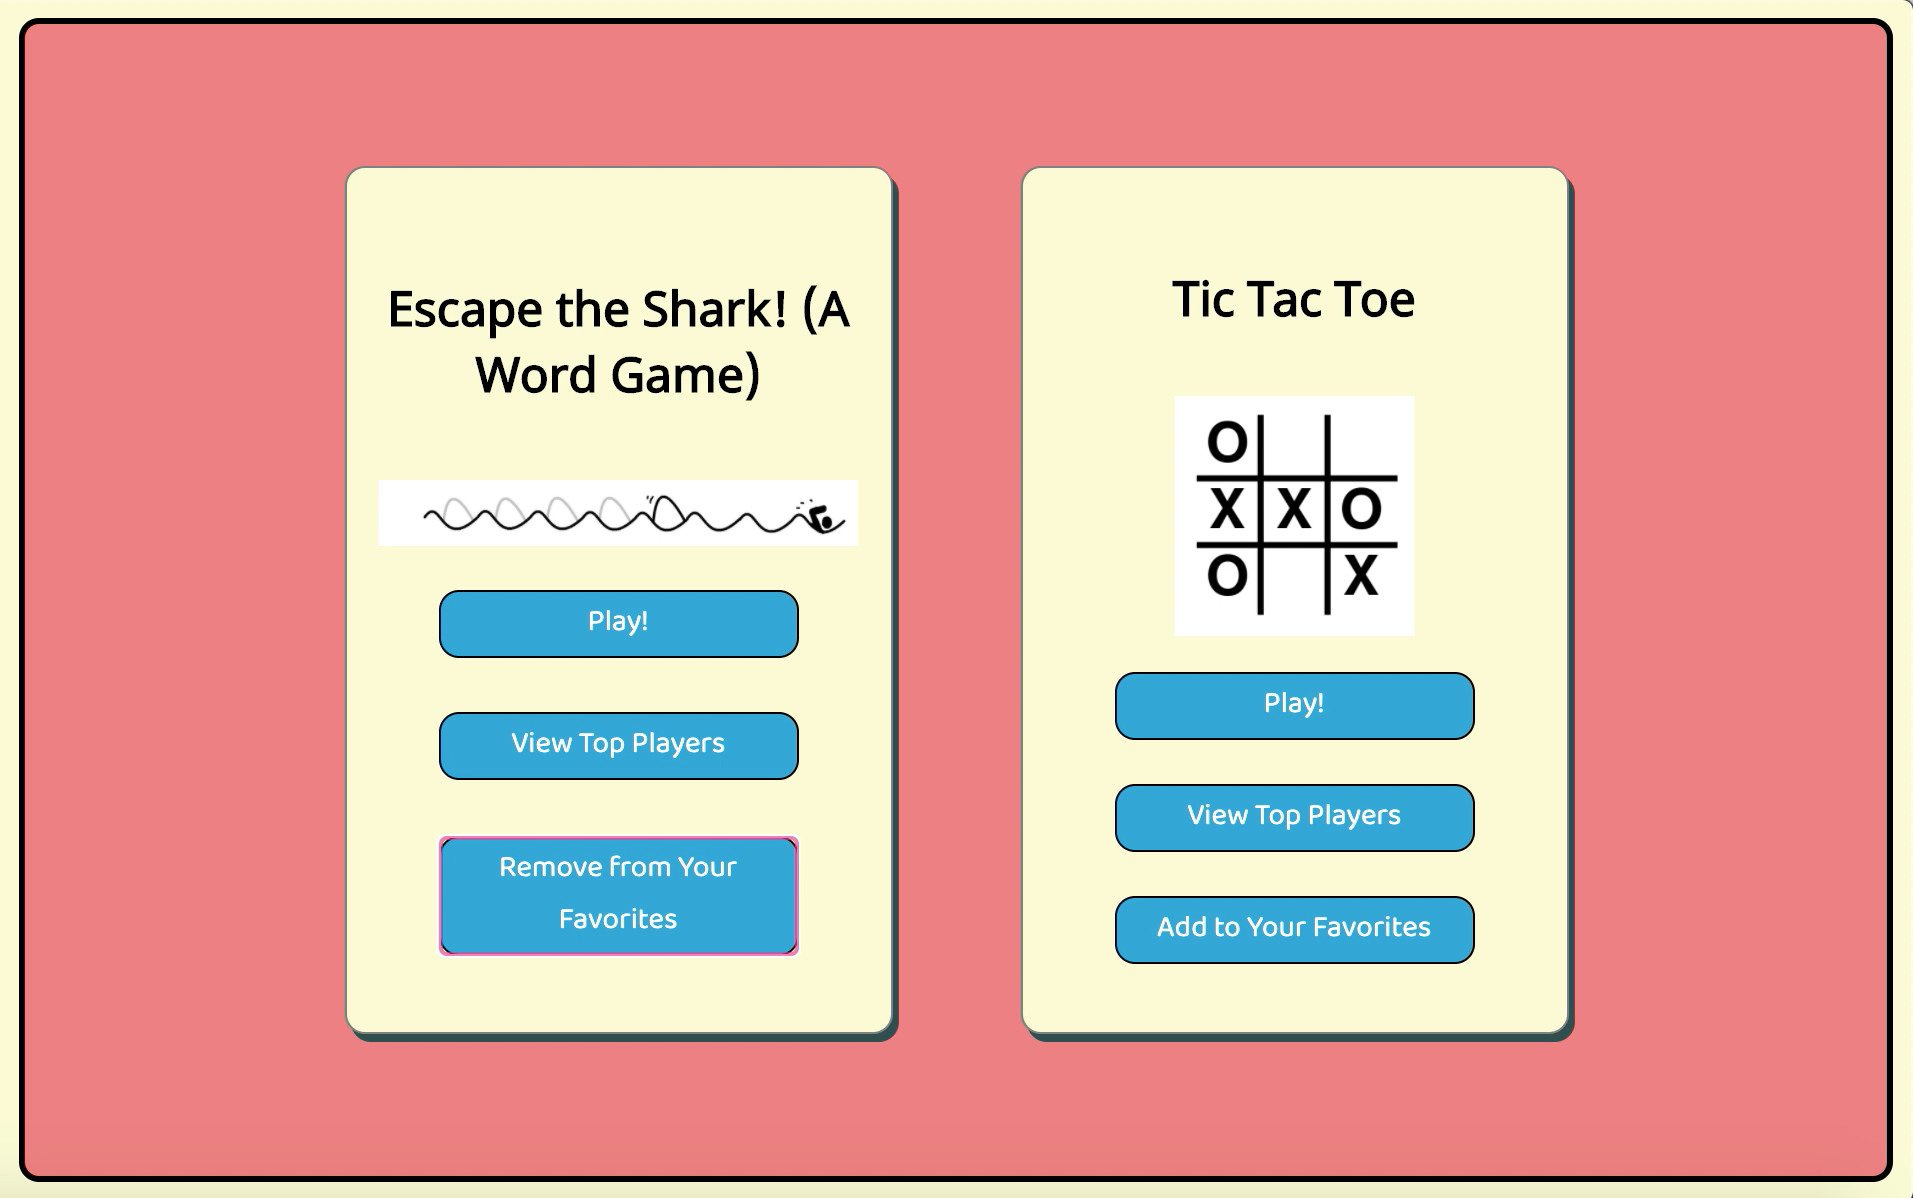 Escape the Shark! (A
Word Game)
Play!
View Top Players
Remove from Your
Favorites
Tic Tac Toe
O
X X O
O X
Play!
View Top Players
Add to Your Favorites